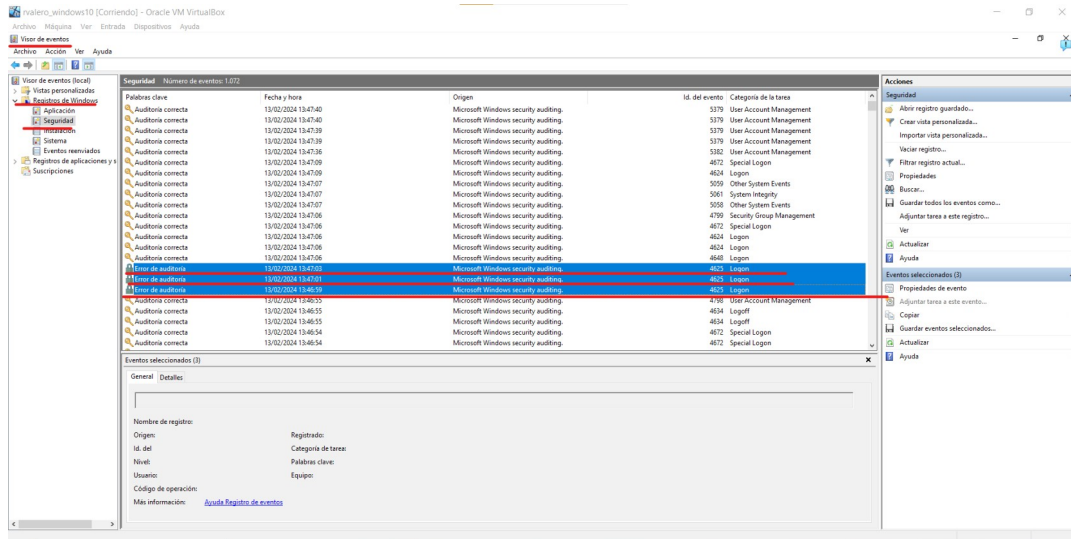 rvalero_windows10 [Corriendo] - Oracle VM VirtualBox
Archivo Máquina Ver Entrada Dispositivos Ayuda
Visor de eventos
Archivo Acción Ver Ayuda
Visor de eventos (local)
Vistas personalizadas
Registros de Windows
Aplicación
Seguridad
Instalación
Sistema
Eventos reenviados
Registros de aplicaciones y s
Suscripciones
Seguridad Número de eventos: 1.072
Palabras clave Fecha y hora Origen Id. del evento Categoría de la tarea
Auditoría correcta 13/02/2024 13:47:40 Microsoft Windows security auditing. 5379 User Account Management
Auditoría correcta 13/02/2024 13:47:40 Microsoft Windows security auditing. 5379 User Account Management
Auditoría correcta 13/02/2024 13:47:39 Microsoft Windows security auditing. 5379 User Account Management
Auditoría correcta 13/02/2024 13:47:39 Microsoft Windows security auditing. 5379 User Account Management
Auditoría correcta 13/02/2024 13:47:36 Microsoft Windows security auditing. 5382 User Account Management
Auditoría correcta 13/02/2024 13:47:09 Microsoft Windows security auditing. 4672 Special Logon
Auditoría correcta 13/02/2024 13:47:09 Microsoft Windows security auditing. 4624 Logon
Auditoría correcta 13/02/2024 13:47:07 Microsoft Windows security auditing. 5059 Other System Events
Auditoría correcta 13/02/2024 13:47:07 Microsoft Windows security auditing. 5061 System Integrity
Auditoría correcta 13/02/2024 13:47:07 Microsoft Windows security auditing. 5058 Other System Events
Auditoría correcta 13/02/2024 13:47:06 Microsoft Windows security auditing. 4799 Security Group Management
Auditoría correcta 13/02/2024 13:47:06 Microsoft Windows security auditing. 4672 Special Logon
Auditoría correcta 13/02/2024 13:47:06 Microsoft Windows security auditing. 4624 Logon
Auditoría correcta 13/02/2024 13:47:06 Microsoft Windows security auditing. 4624 Logon
Auditoría correcta 13/02/2024 13:47:06 Microsoft Windows security auditing. 4648 Logon
Error de auditoría 13/02/2024 13:47:03 Microsoft Windows security auditing. 4625 Logon
Error de auditoría 13/02/2024 13:47:01 Microsoft Windows security auditing. 4625 Logon
Error de auditoría 13/02/2024 13:46:59 Microsoft Windows security auditing. 4625 Logon
Auditoría correcta 13/02/2024 13:46:55 Microsoft Windows security auditing. 4798 User Account Management
Auditoría correcta 13/02/2024 13:46:55 Microsoft Windows security auditing. 4634 Logoff
Auditoría correcta 13/02/2024 13:46:55 Microsoft Windows security auditing. 4634 Logoff
Auditoría correcta 13/02/2024 13:46:54 Microsoft Windows security auditing. 4672 Special Logon
Auditoría correcta 13/02/2024 13:46:54 Microsoft Windows security auditing. 4672 Special Logon
Eventos seleccionados (3)
General Detalles
Nombre de registro:
Origen: Registrado:
Id. del Categoría de tarea:
Nivel: Palabras clave:
Usuario: Equipo:
Código de operación:
Más información: Ayuda Registro de eventos
Acciones
Seguridad
Abrir registro guardado...
Crear vista personalizada...
Importar vista personalizada...
Vaciar registro...
Filtrar registro actual...
Propiedades
Buscar...
Guardar todos los eventos como...
Adjuntar tarea a este registro...
Ver
Actualizar
Ayuda
Eventos seleccionados (3)
Propiedades de evento
Adjuntar tarea a este evento...
Copiar
Guardar eventos seleccionados...
Actualizar
Ayuda